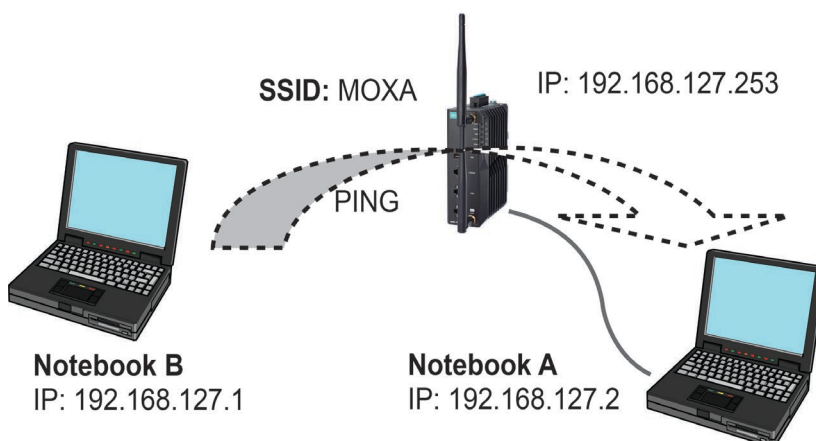 SSID: MOXA
IP: 192.168.127.253
PING
Notebook B
IP: 192.168.127.1
Notebook A
IP: 192.168.127.2